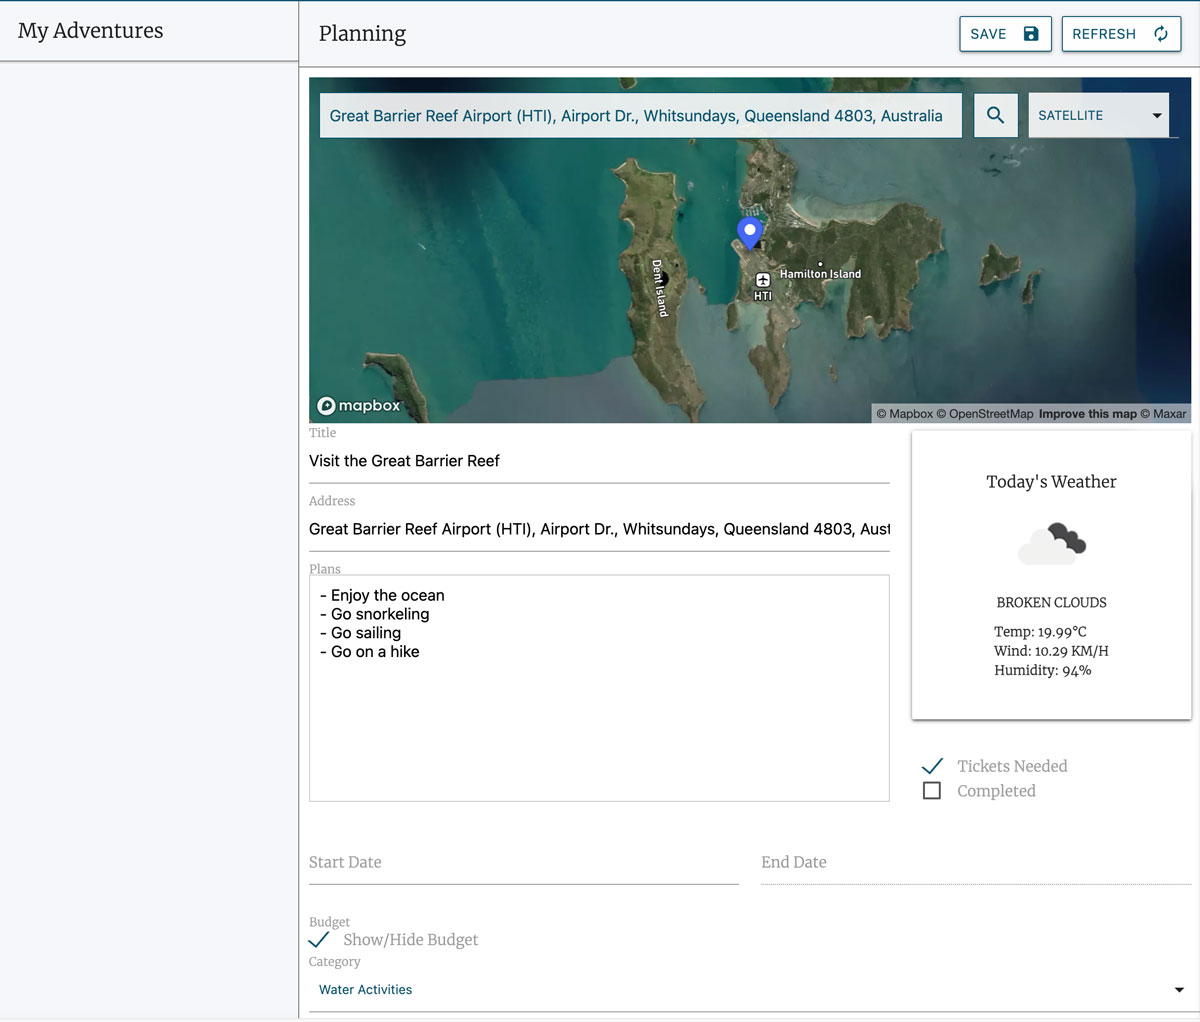 My Adventures
Planning
SAVE
REFRESH
Great Barrier Reef Airport (HTI), Airport Dr., Whitsundays, Queensland 4803, Australia
SATELLITE
Dent Island
Hamilton Island
HTI
mapbox
© Mapbox © OpenStreetMap Improve this map © Maxar
Title
Visit the Great Barrier Reef
Address
Great Barrier Reef Airport (HTI), Airport Dr., Whitsundays, Queensland 4803, Aust
Plans
- Enjoy the ocean
- Go snorkeling
- Go sailing
- Go on a hike
Today's Weather
BROKEN CLOUDS
Temp: 19.99°C
Wind: 10.29 KM/H
Humidity: 94%
Tickets Needed
Completed
Start Date
End Date
Budget
Show/Hide Budget
Category
Water Activities